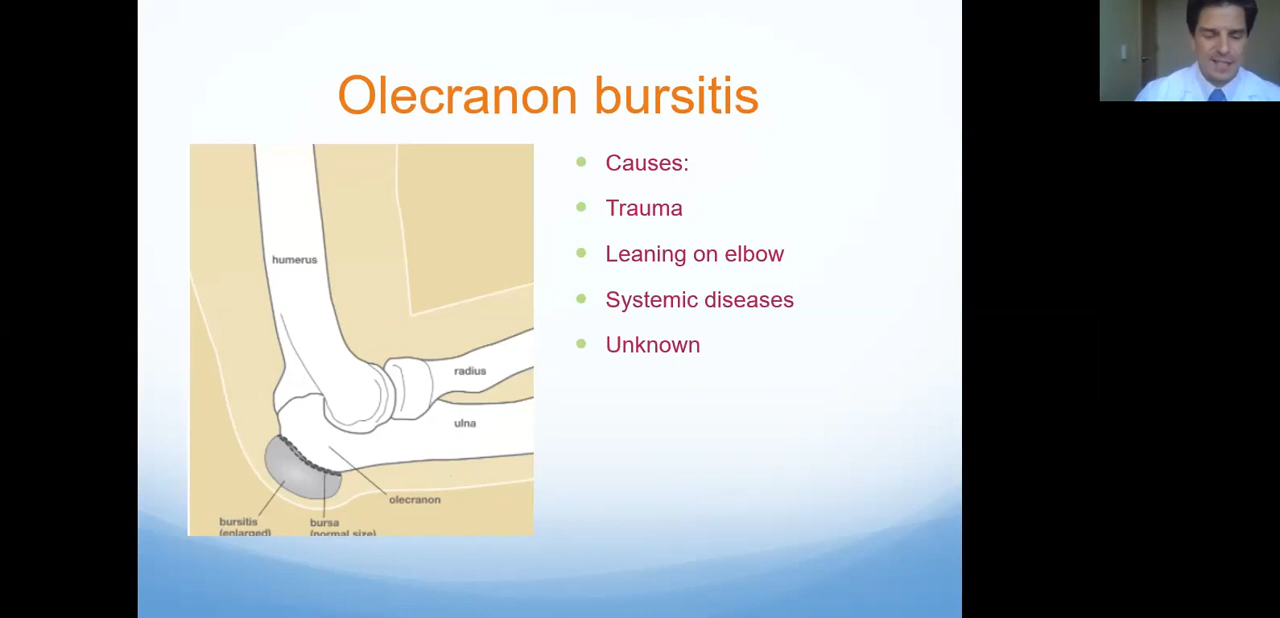 Olecranon bursitis
Causes:
Trauma
Leaning on elbow
Systemic diseases
Unknown
humerus
radius
ulna
olecranon
bursitis
(enlarged)
bursa
(normal size)